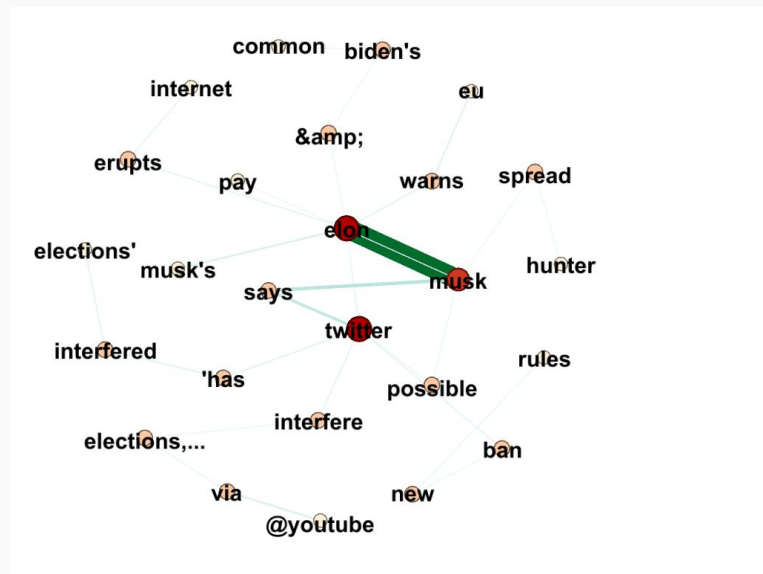 common
biden's
internet
eu
&amp;
erupts
pay
warns
spread
elon
elections'
musk's
hunter
says
musk
twitter
interfered
rules
'has
possible
interfere
elections,...
ban
via
new
@youtube